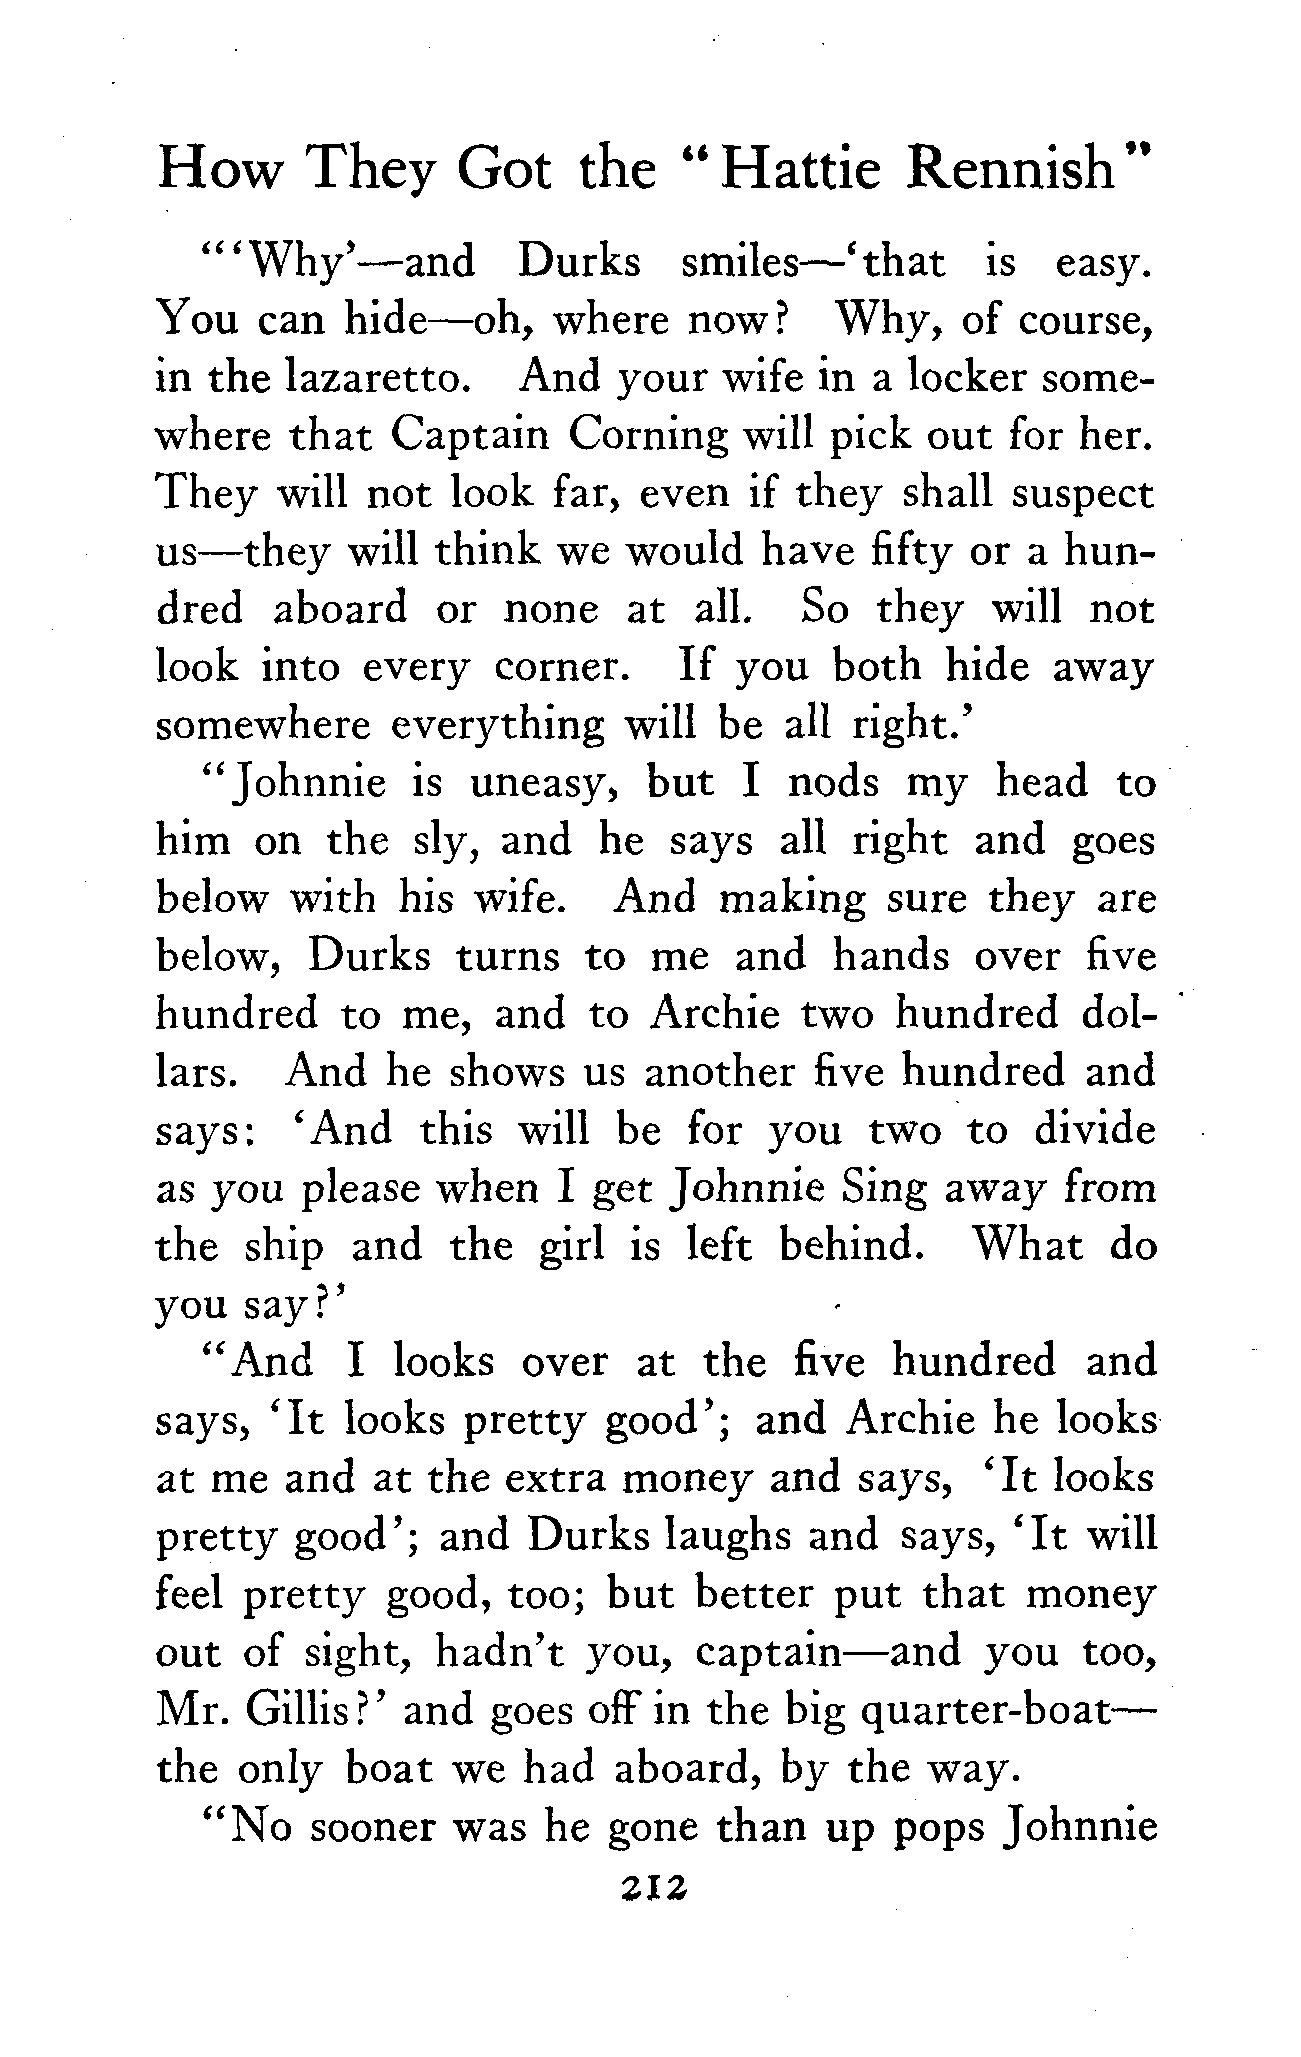 How They Got the "Hattie Rennish"
"'Why'—and Durks smiles—'that is easy.
You can hide—oh, where now? Why, of course,
in the lazaretto. And your wife in a locker some-
where that Captain Corning will pick out for her.
They will not look far, even if they shall suspect
us—they will think we would have fifty or a hun-
dred aboard or none at all. So they will not
look into every corner. If you both hide away
somewhere everything will be all right.'
"Johnnie is uneasy, but I nods my head to
him on the sly, and he says all right and goes
below with his wife. And making sure they are
below, Durks turns to me and hands over five
hundred to me, and to Archie two hundred dol-
lars. And he shows us another five hundred and
says: 'And this will be for you two to divide
as you please when I get Johnnie Sing away from
the ship and the girl is left behind. What do
you say?'
"And I looks over at the five hundred and
says, 'It looks pretty good'; and Archie he looks
at me and at the extra money and says, 'It looks
pretty good'; and Durks laughs and says, 'It will
feel pretty good, too; but better put that money
out of sight, hadn't you, captain—and you too,
Mr. Gillis?' and goes off in the big quarter-boat—
the only boat we had aboard, by the way.
"No sooner was he gone than up pops Johnnie
212